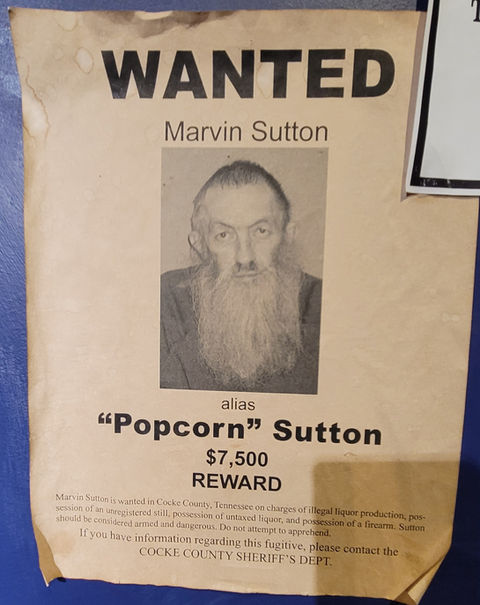 WANTED
Marvin Sutton
alias
“Popcorn” Sutton
$7,500
REWARD
Marvin Sutton is wanted in Cocke County, Tennessee on charges of illegal liquor production, pos-
session of an unregistered still, possession of untaxed liquor, and possession of a firearm. Sutton
should be considered armed and dangerous. Do not attempt to apprehend.
If you have information regarding this fugitive, please contact the
COCKE COUNTY SHERIFF'S DEPT.